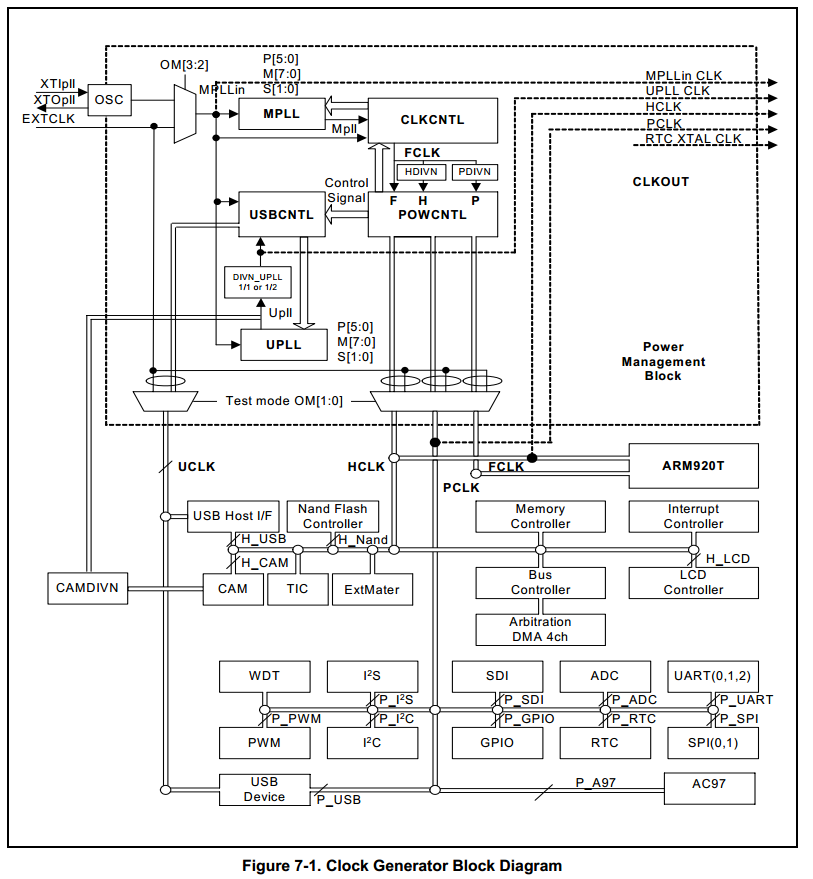 OM[3:2]
P[5:0]
M[7:0]
S[1:0]
XTIpll
XTOpll
EXTCLK
OSC
MPLLin
MPLL
Mpll
CLKCNTL
FCLK
HDIVN
PDIVN
MPLLin CLK
UPLL CLK
HCLK
PCLK
RTC XTAL CLK
CLKOUT
Control
Signal
F H P
POWCNTL
USBCNTL
DIVN_UPLL
1/1 or 1/2
Upll
UPLL
P[5:0]
M[7:0]
S[1:0]
Power
Management
Block
Test mode OM[1:0]
UCLK
HCLK
FCLK
PCLK
ARM920T
USB Host I/F
Nand Flash
Controller
Memory
Controller
Interrupt
Controller
H_USB
H_Nand
H_CAM
H_LCD
CAMDIVN
CAM
TIC
ExtMater
Bus
Controller
LCD
Controller
Arbitration
DMA 4ch
WDT
I²S
SDI
ADC
UART(0,1,2)
P_I²S
P_SDI
P_ADC
P_UART
P_PWM
P_I²C
P_GPIO
P_RTC
P_SPI
PWM
I²C
GPIO
RTC
SPI(0,1)
USB
Device
P_USB
P_A97
AC97
Figure 7-1. Clock Generator Block Diagram